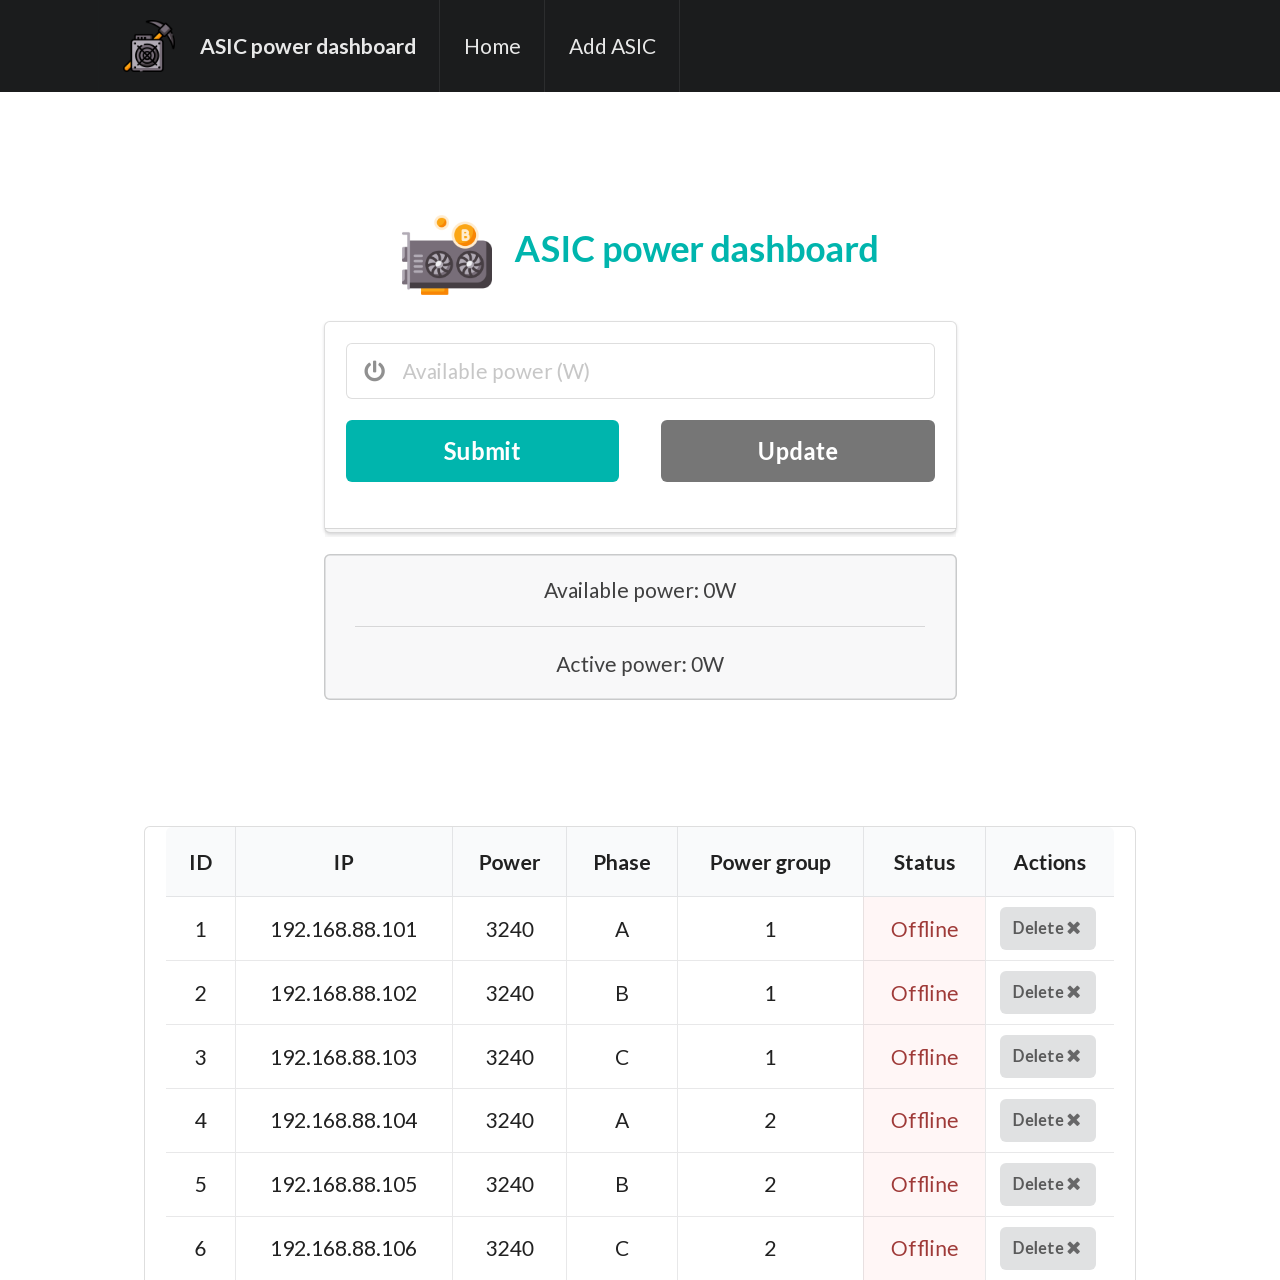 ASIC power dashboard Home Add ASIC
ASIC power dashboard
Available power (W)
Submit Update
Available power: 0W
Active power: 0W
ID IP Power Phase Power group Status Actions
1 192.168.88.101 3240 A 1 Offline Delete ✖
2 192.168.88.102 3240 B 1 Offline Delete ✖
3 192.168.88.103 3240 C 1 Offline Delete ✖
4 192.168.88.104 3240 A 2 Offline Delete ✖
5 192.168.88.105 3240 B 2 Offline Delete ✖
6 192.168.88.106 3240 C 2 Offline Delete ✖